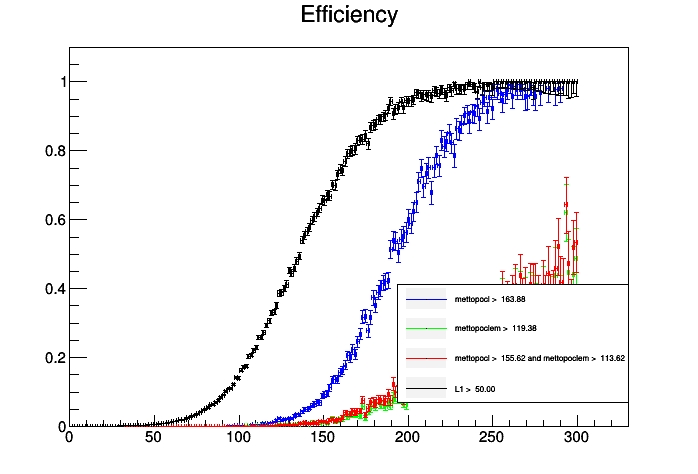 Efficiency
1
0.8
0.6
0.4
0.2
0
mettopocl > 163.88
mettopoclem > 119.38
mettopocl > 155.62 and mettopoclem > 113.62
L1 > 50.00
0 50 100 150 200 250 300